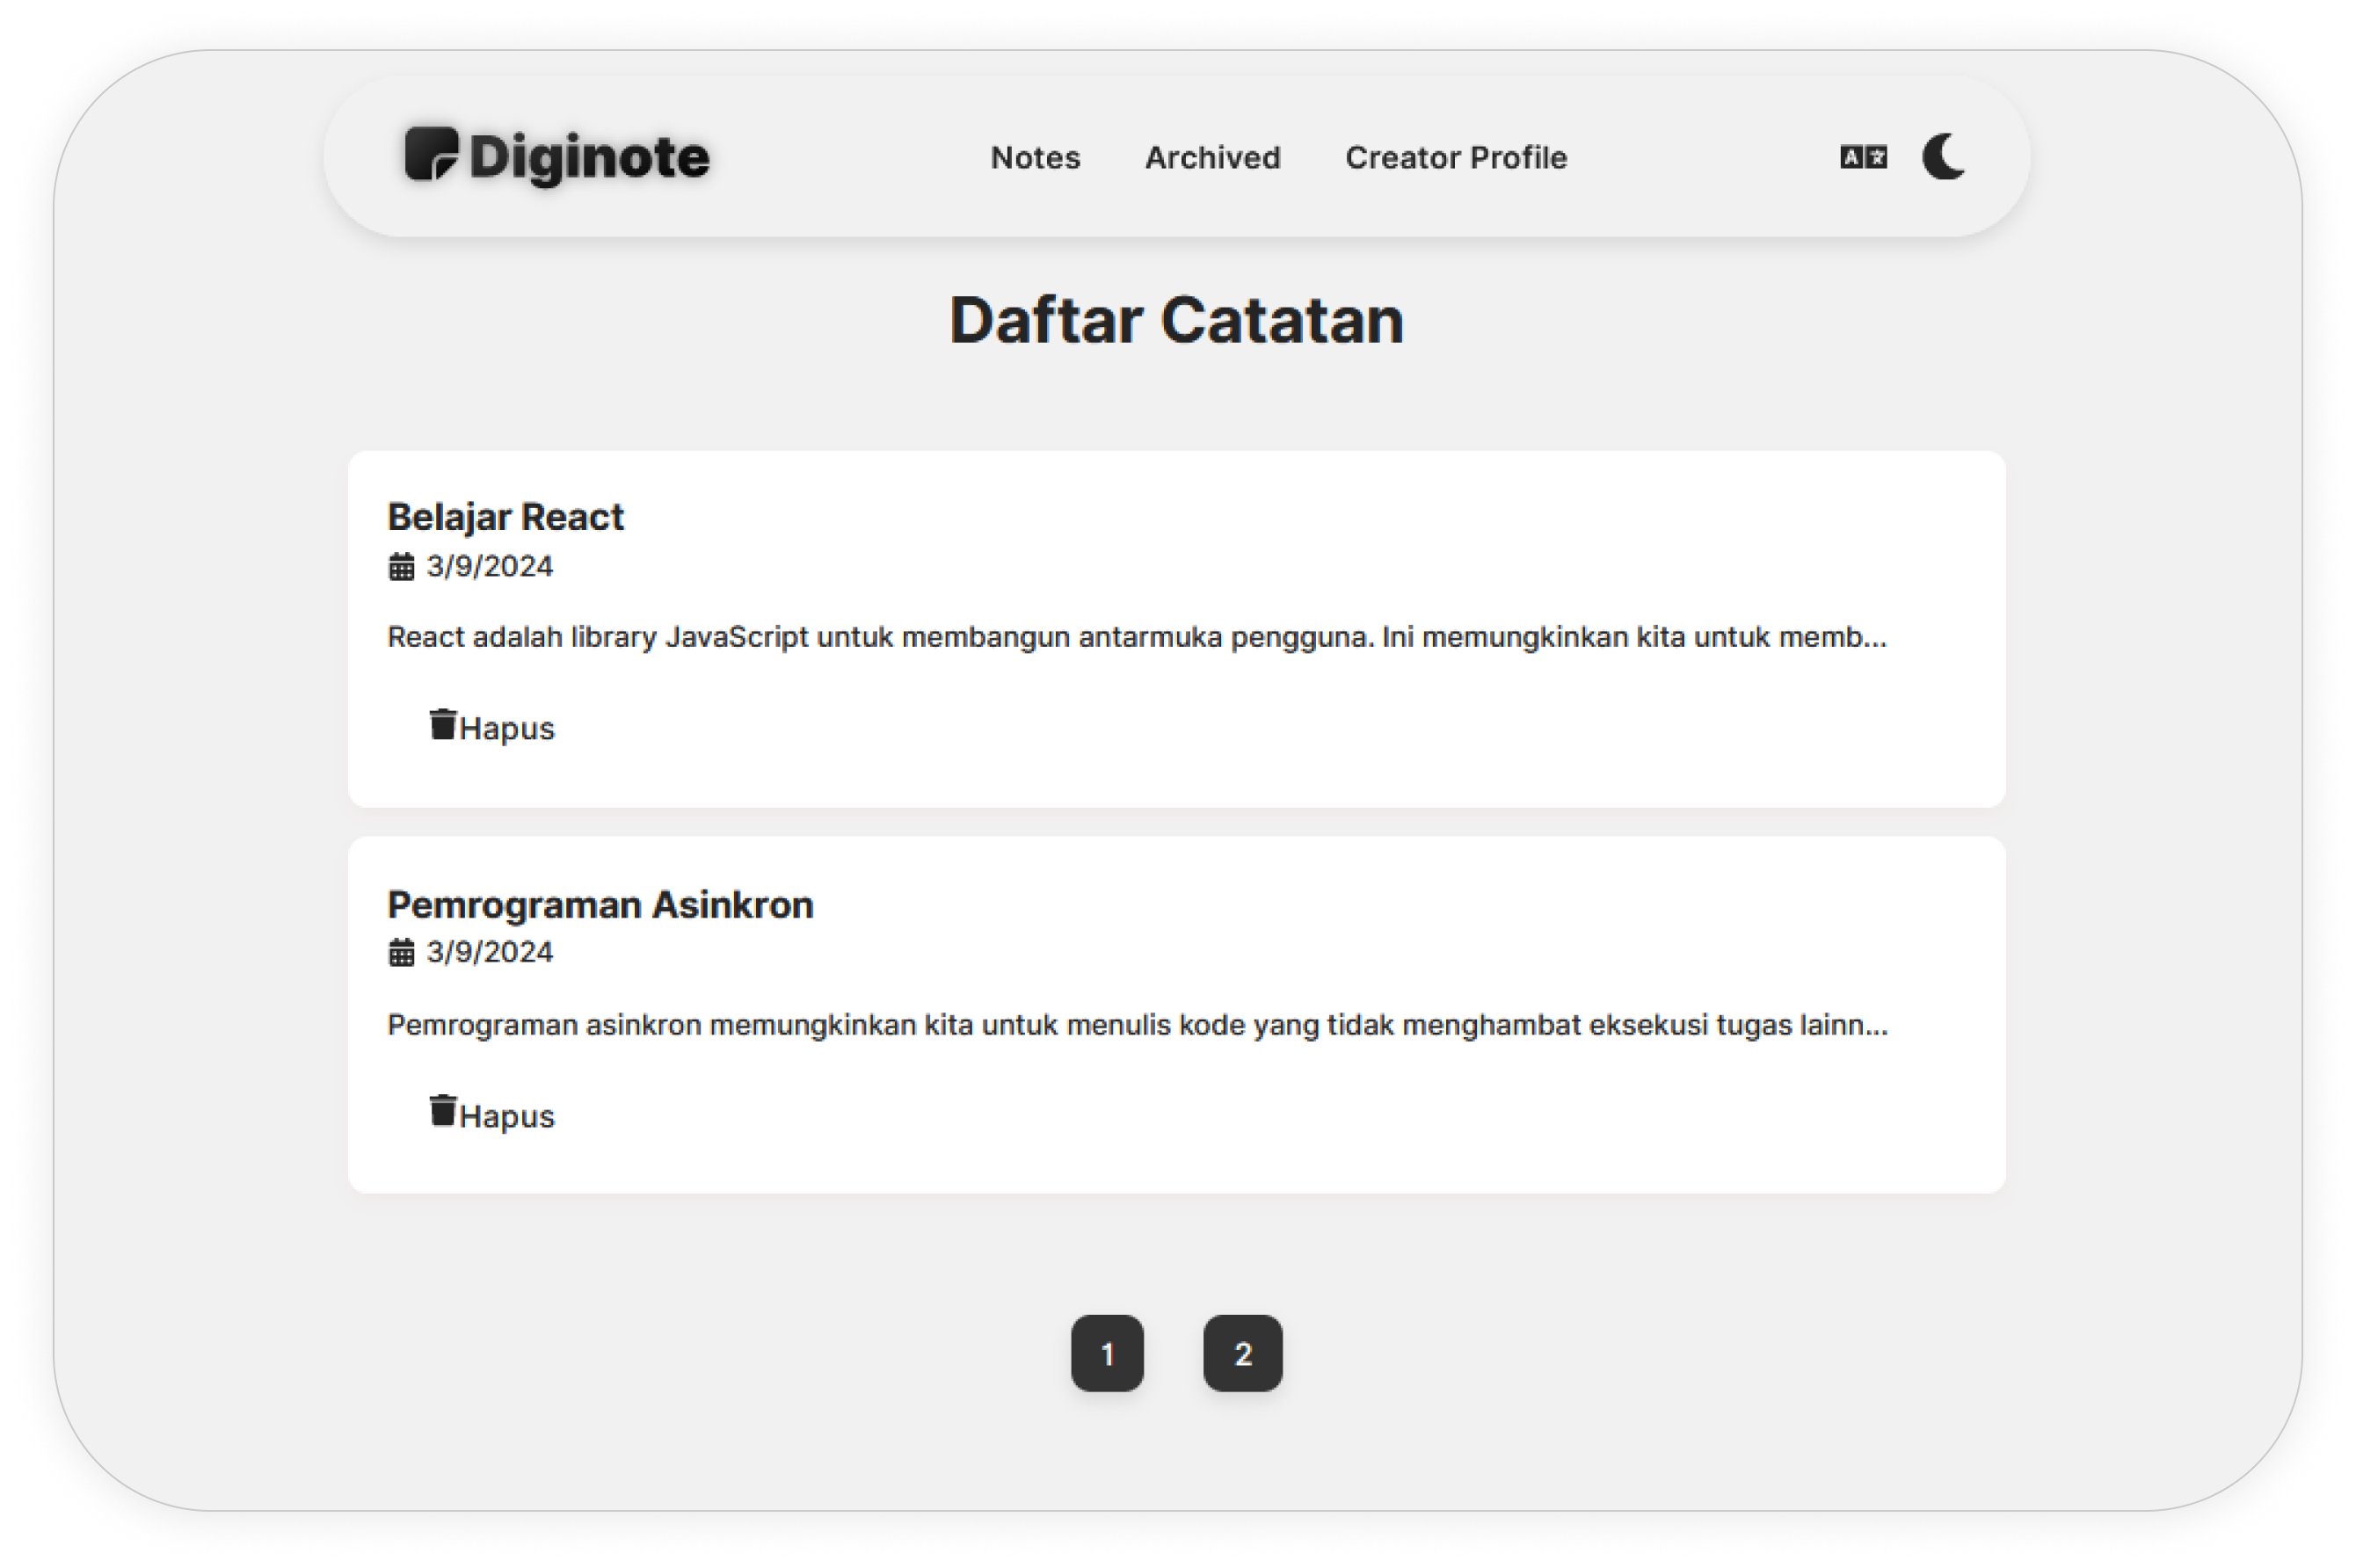 Diginote
Notes Archived Creator Profile
A
Daftar Catatan
Belajar React
3/9/2024
React adalah library JavaScript untuk membangun antarmuka pengguna. Ini memungkinkan kita untuk memb...
Hapus
Pemrograman Asinkron
3/9/2024
Pemrograman asinkron memungkinkan kita untuk menulis kode yang tidak menghambat eksekusi tugas lainn...
Hapus
1 2